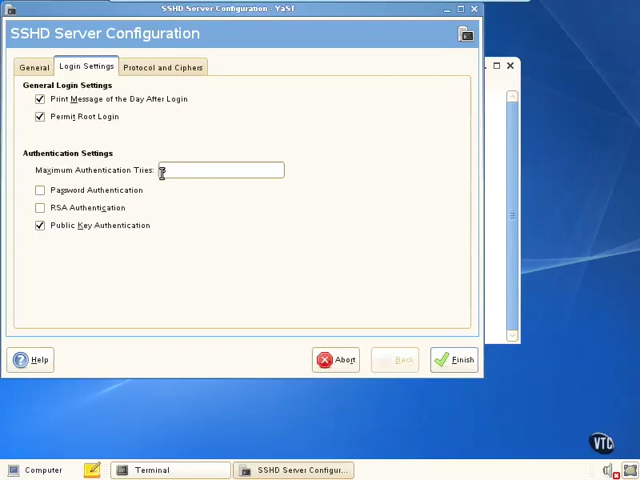 SSHD Server Configuration - YaST
SSHD Server Configuration
General
Login Settings
Protocol and Ciphers
General Login Settings
Print Message of the Day After Login
Permit Root Login
Authentication Settings
Maximum Authentication Tries:
Password Authentication
RSA Authentication
Public Key Authentication
Help
Abort
Back
Finish
VTC
Computer
Terminal
SSHD Server Configur...